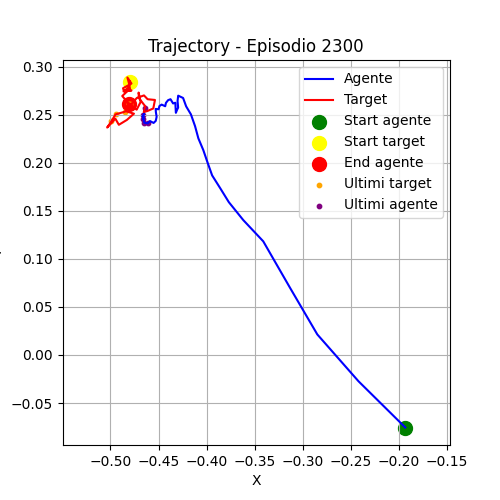 Trajectory - Episodio 2300
Agente
Target
Start agente
Start target
End agente
Ultimi target
Ultimi agente
0.30
0.25
0.20
0.15
0.10
0.05
0.00
−0.05
−0.50 −0.45 −0.40 −0.35 −0.30 −0.25 −0.20 −0.15
X